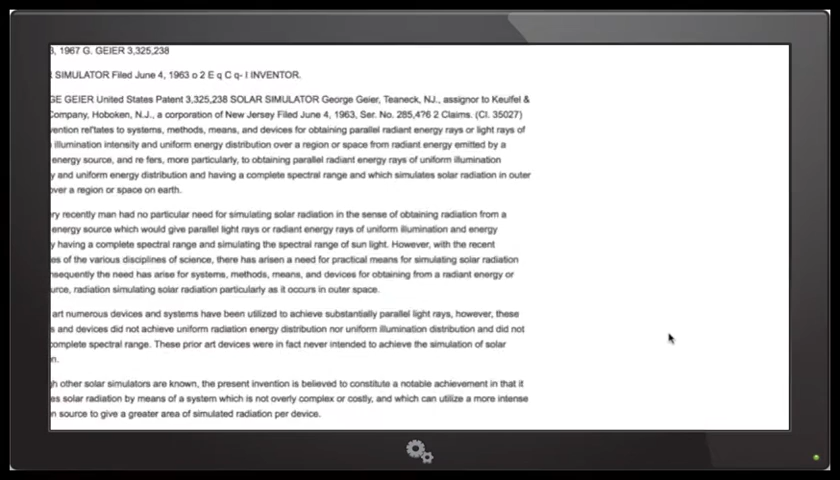 3, 1967 G. GEIER 3,325,238
SIMULATOR Filed June 4, 1963 o 2 E q C q- I INVENTOR.
GE GEIER United States Patent 3,325,238 SOLAR SIMULATOR George Geier, Teaneck, NJ., assignor to Keulfel &
Company, Hoboken, N.J., a corporation of New Jersey Filed June 4, 1963, Ser. No. 285,4?6 2 Claims. (Cl. 35027)
vention rel'tates to systems, methods, means, and devices for obtaining parallel radiant energy rays or light rays of
illumination intensity and uniform energy distribution over a region or space from radiant energy emitted by a
energy source, and re fers, more particularly, to obtaining parallel radiant energy rays of uniform illumination
y and uniform energy distribution and having a complete spectral range and which simulates solar radiation in outer
over a region or space on earth.
ry recently man had no particular need for simulating solar radiation in the sense of obtaining radiation from a
energy source which would give parallel light rays or radiant energy rays of uniform illumination and energy
y having a complete spectral range and simulating the spectral range of sun light. However, with the recent
es of the various disciplines of science, there has arisen a need for practical means for simulating solar radiation
nsequently the need has arise for systems, methods, means, and devices for obtaining from a radiant energy or
urce, radiation simulating solar radiation particularly as it occurs in outer space.
art numerous devices and systems have been utilized to achieve substantially parallel light rays, however, these
s and devices did not achieve uniform radiation energy distribution nor uniform illumination distribution and did not
complete spectral range. These prior art devices were in fact never intended to achieve the simulation of solar
n.
h other solar simulators are known, the present invention is believed to constitute a notable achievement in that it
es solar radiation by means of a system which is not overly complex or costly, and which can utilize a more intense
n source to give a greater area of simulated radiation per device.